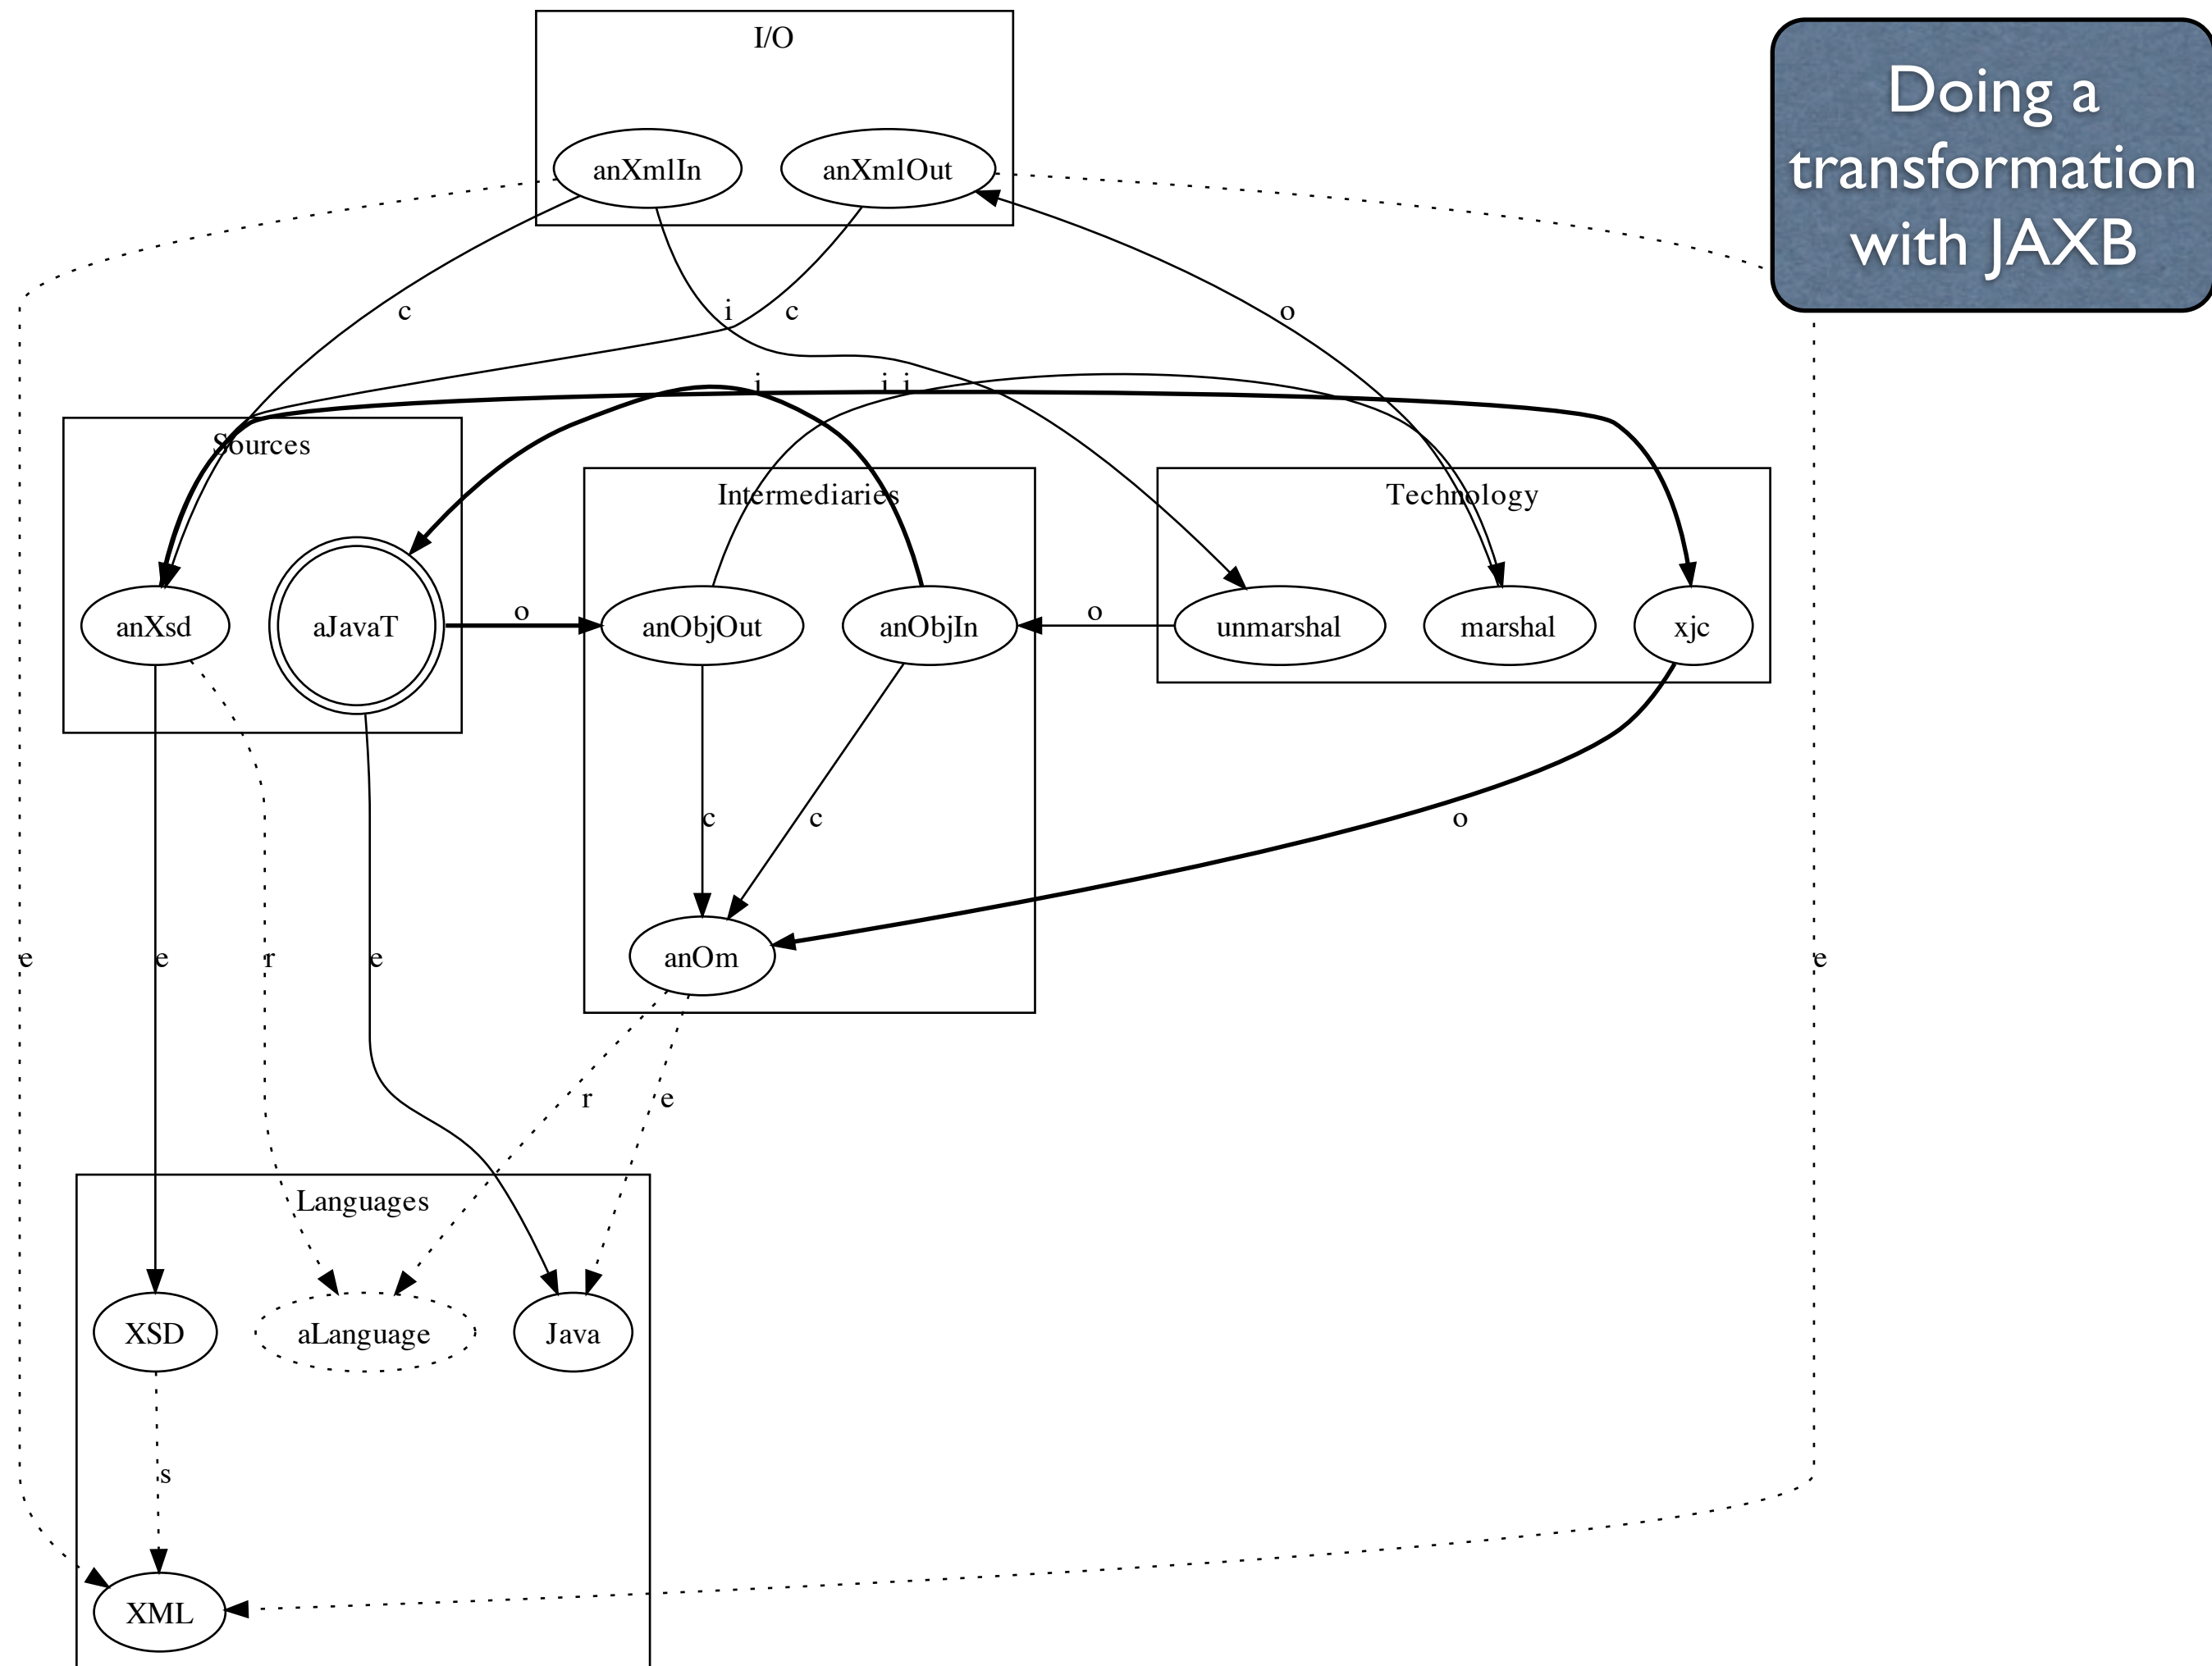 I/O
Doing a
transformation
with JAXB
anXmlIn
anXmlOut
c
i
c
o
i
i
i
Sources
Intermediaries
Technology
anXsd
aJavaT
o
anObjOut
anObjIn
o
unmarshal
marshal
xjc
c
c
o
e
e
r
e
anOm
e
r
e
Languages
XSD
aLanguage
Java
s
XML